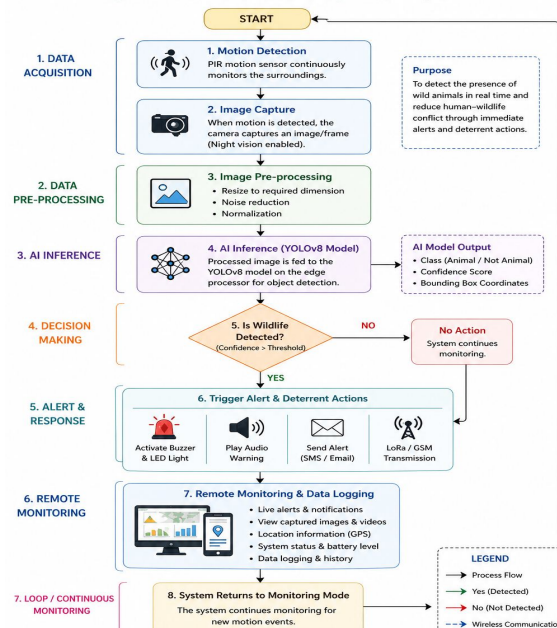 START
1. DATA
ACQUISITION
1. Motion Detection
PIR motion sensor continuously
monitors the surroundings.
2. Image Capture
When motion is detected, the
camera captures an image/frame
(Night vision enabled).
Purpose
To detect the presence of
wild animals in real time and
reduce human–wildlife
conflict through immediate
alerts and deterrent actions.
2. DATA
PRE-PROCESSING
3. Image Pre-processing
• Resize to required dimension
• Noise reduction
• Normalization
3. AI INFERENCE
4. AI Inference (YOLOv8 Model)
Processed image is fed to the
YOLOv8 model on the edge
processor for object detection.
AI Model Output
• Class (Animal / Not Animal)
• Confidence Score
• Bounding Box Coordinates
4. DECISION
MAKING
5. Is Wildlife
Detected?
(Confidence > Threshold)
NO
No Action
System continues
monitoring.
YES
5. ALERT &
RESPONSE
6. Trigger Alert & Deterrent Actions
Activate Buzzer
& LED Light
Play Audio
Warning
Send Alert
(SMS / Email)
LoRa / GSM
Transmission
6. REMOTE
MONITORING
7. Remote Monitoring & Data Logging
• Live alerts & notifications
• View captured images & videos
• Location information (GPS)
• System status & battery level
• Data logging & history
7. LOOP / CONTINUOUS
MONITORING
8. System Returns to Monitoring Mode
The system continues monitoring for
new motion events.
LEGEND
Process Flow
Yes (Detected)
No (Not Detected)
Wireless Communicatio